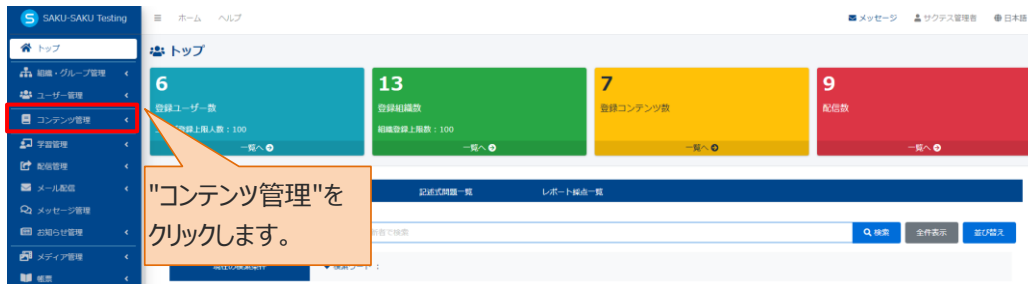 SAKU-SAKU Testing
ホーム ヘルプ
メッセージ サクテス管理者 日本語
トップ
組織・グループ管理
ユーザー管理
コンテンツ管理
学習管理
配信管理
メール配信
メッセージ管理
お知らせ管理
メディア管理
帳票
トップ
6
登録ユーザー数
登録上限人数：100
一覧へ
13
登録組織数
組織登録上限数：100
一覧へ
7
登録コンテンツ数
一覧へ
9
配信数
一覧へ
"コンテンツ管理"を
クリックします。
記述式問題一覧 レポート採点一覧
で検索
検索 全件表示 並び替え
現在の検索条件